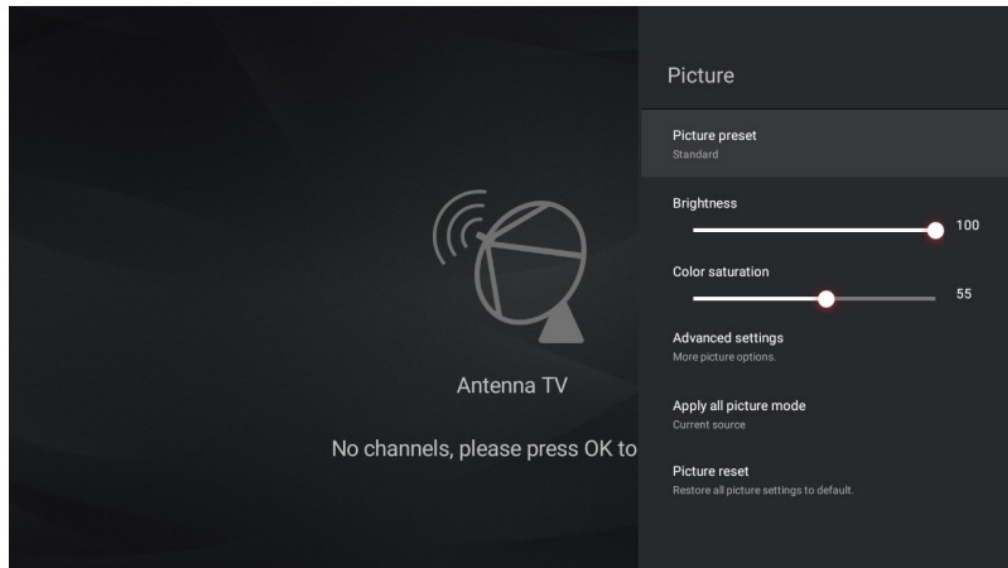 Picture
Picture preset
Standard
Brightness
100
Color saturation
55
Advanced settings
More picture options.
Apply all picture mode
Current source
Picture reset
Restore all picture settings to default.
Antenna TV
No channels, please press OK to